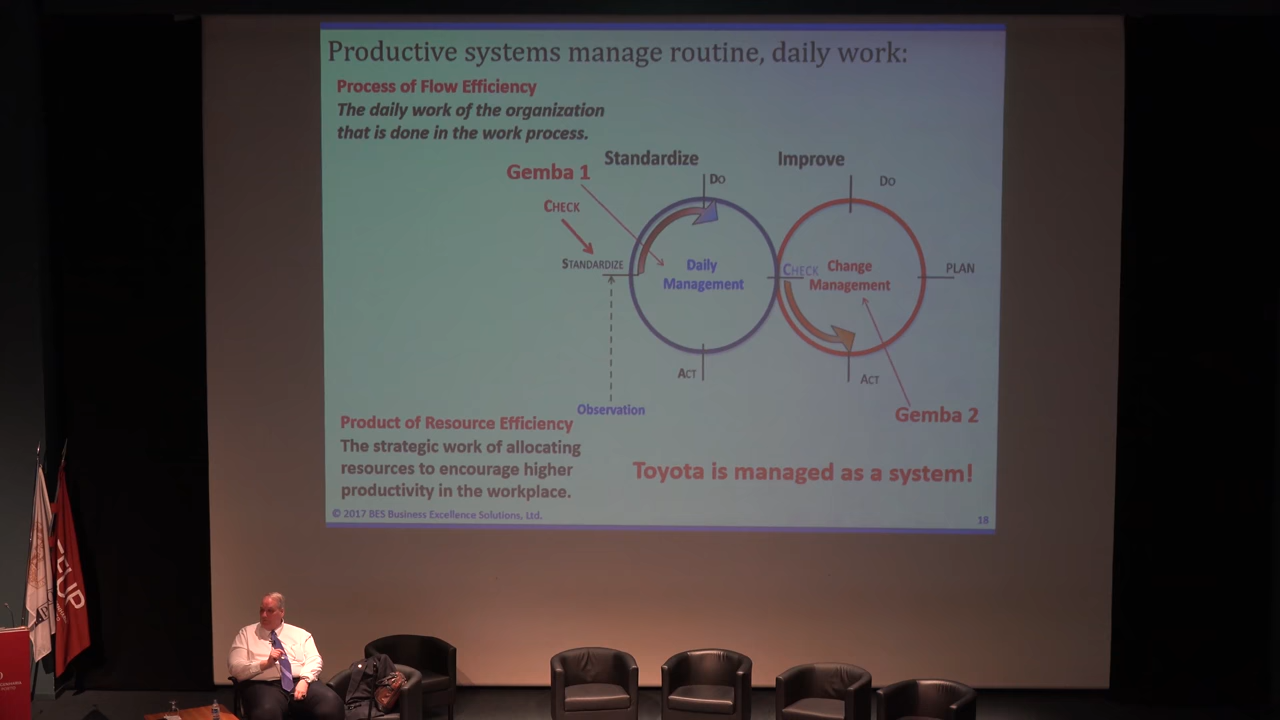 Productive systems manage routine, daily work:
Process of Flow Efficiency
The daily work of the organization
that is done in the work process.
Standardize
Improve
Gemba 1
DO
DO
CHECK
STANDARDIZE
Daily
Management
CHECK
Change
Management
PLAN
ACT
ACT
Observation
Gemba 2
Product of Resource Efficiency
The strategic work of allocating
resources to encourage higher
productivity in the workplace.
Toyota is managed as a system!
© 2017 BES Business Excellence Solutions, Ltd.
18
FEUP